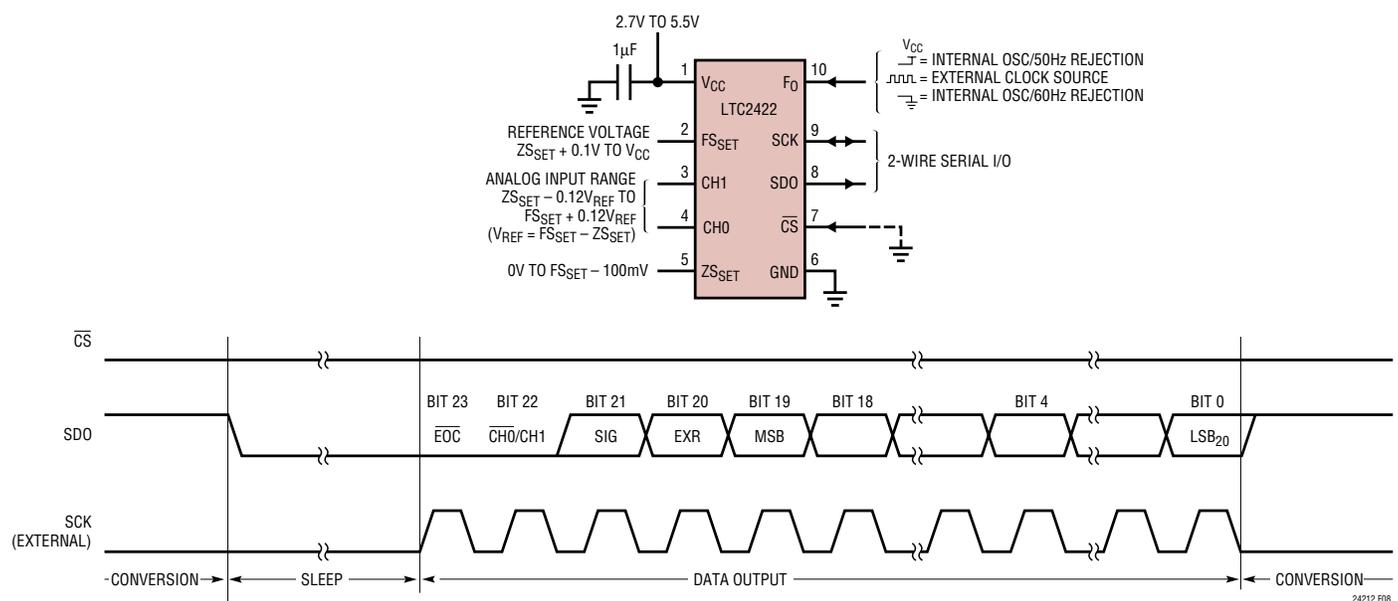 2.7V TO 5.5V
1µF
1
VCC
FO
10
VCC
= INTERNAL OSC/50Hz REJECTION
= EXTERNAL CLOCK SOURCE
= INTERNAL OSC/60Hz REJECTION
LTC2422
REFERENCE VOLTAGE
ZSSET + 0.1V TO VCC
2
FSSET
SCK
9
2-WIRE SERIAL I/O
ANALOG INPUT RANGE
ZSSET – 0.12VREF TO
FSSET + 0.12VREF
(VREF = FSSET – ZSSET)
3
CH1
SDO
8
4
CH0
CS
7
0V TO FSSET – 100mV
5
ZSSET
GND
6
CS
BIT 23
BIT 22
BIT 21
BIT 20
BIT 19
BIT 18
BIT 4
BIT 0
SDO
EOC
CH0/CH1
SIG
EXR
MSB
LSB20
SCK
(EXTERNAL)
CONVERSION
SLEEP
DATA OUTPUT
CONVERSION
24212 F08